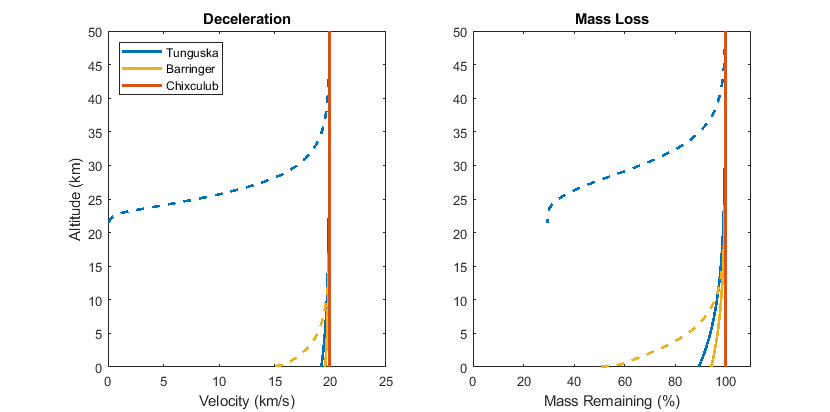 Deceleration
50
45
40
35
30
25
20
15
10
5
0
Altitude (km)
Tunguska
Barringer
Chixculub
0 5 10 15 20 25
Velocity (km/s)
Mass Loss
50
45
40
35
30
25
20
15
10
5
0
0 20 40 60 80 100
Mass Remaining (%)